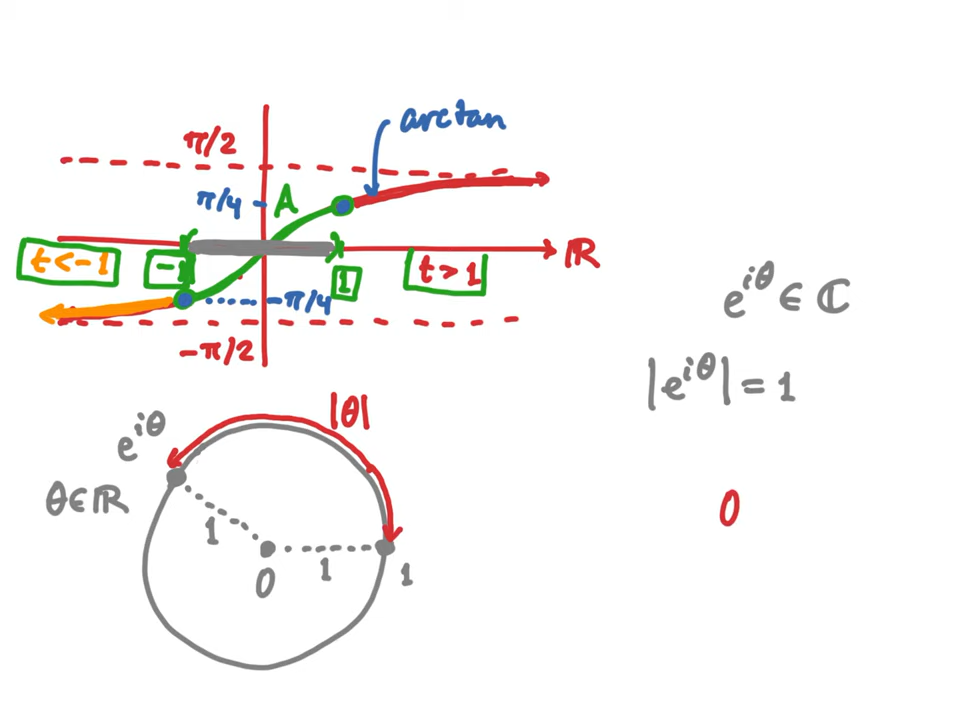 arctan
π/2
π/4
A
ℝ
t<-1
-1
1
t>1
-π/4
-π/2
e^{iθ} ∈ ℂ
|e^{iθ}| = 1
|θ|
e^{iθ}
θ∈ℝ
1
1
0
1
0